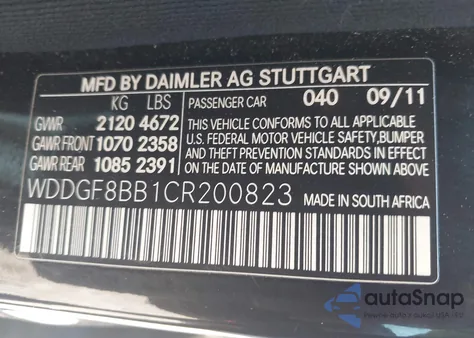 MFD BY DAIMLER AG STUTTGART
KG LBS PASSENGER CAR 040 09/11
GVWR 2120 4672
GAWR FRONT 1070 2358
GAWR REAR 1085 2391
THIS VEHICLE CONFORMS TO ALL APPLICABLE
U.S. FEDERAL MOTOR VEHICLE SAFETY, BUMPER
AND THEFT PREVENTION STANDARDS IN EFFECT
ON THE DATE OF MANUFACTURE SHOWN ABOVE.
WDDGF8BB1CR200823 MADE IN SOUTH AFRICA
autoSnap